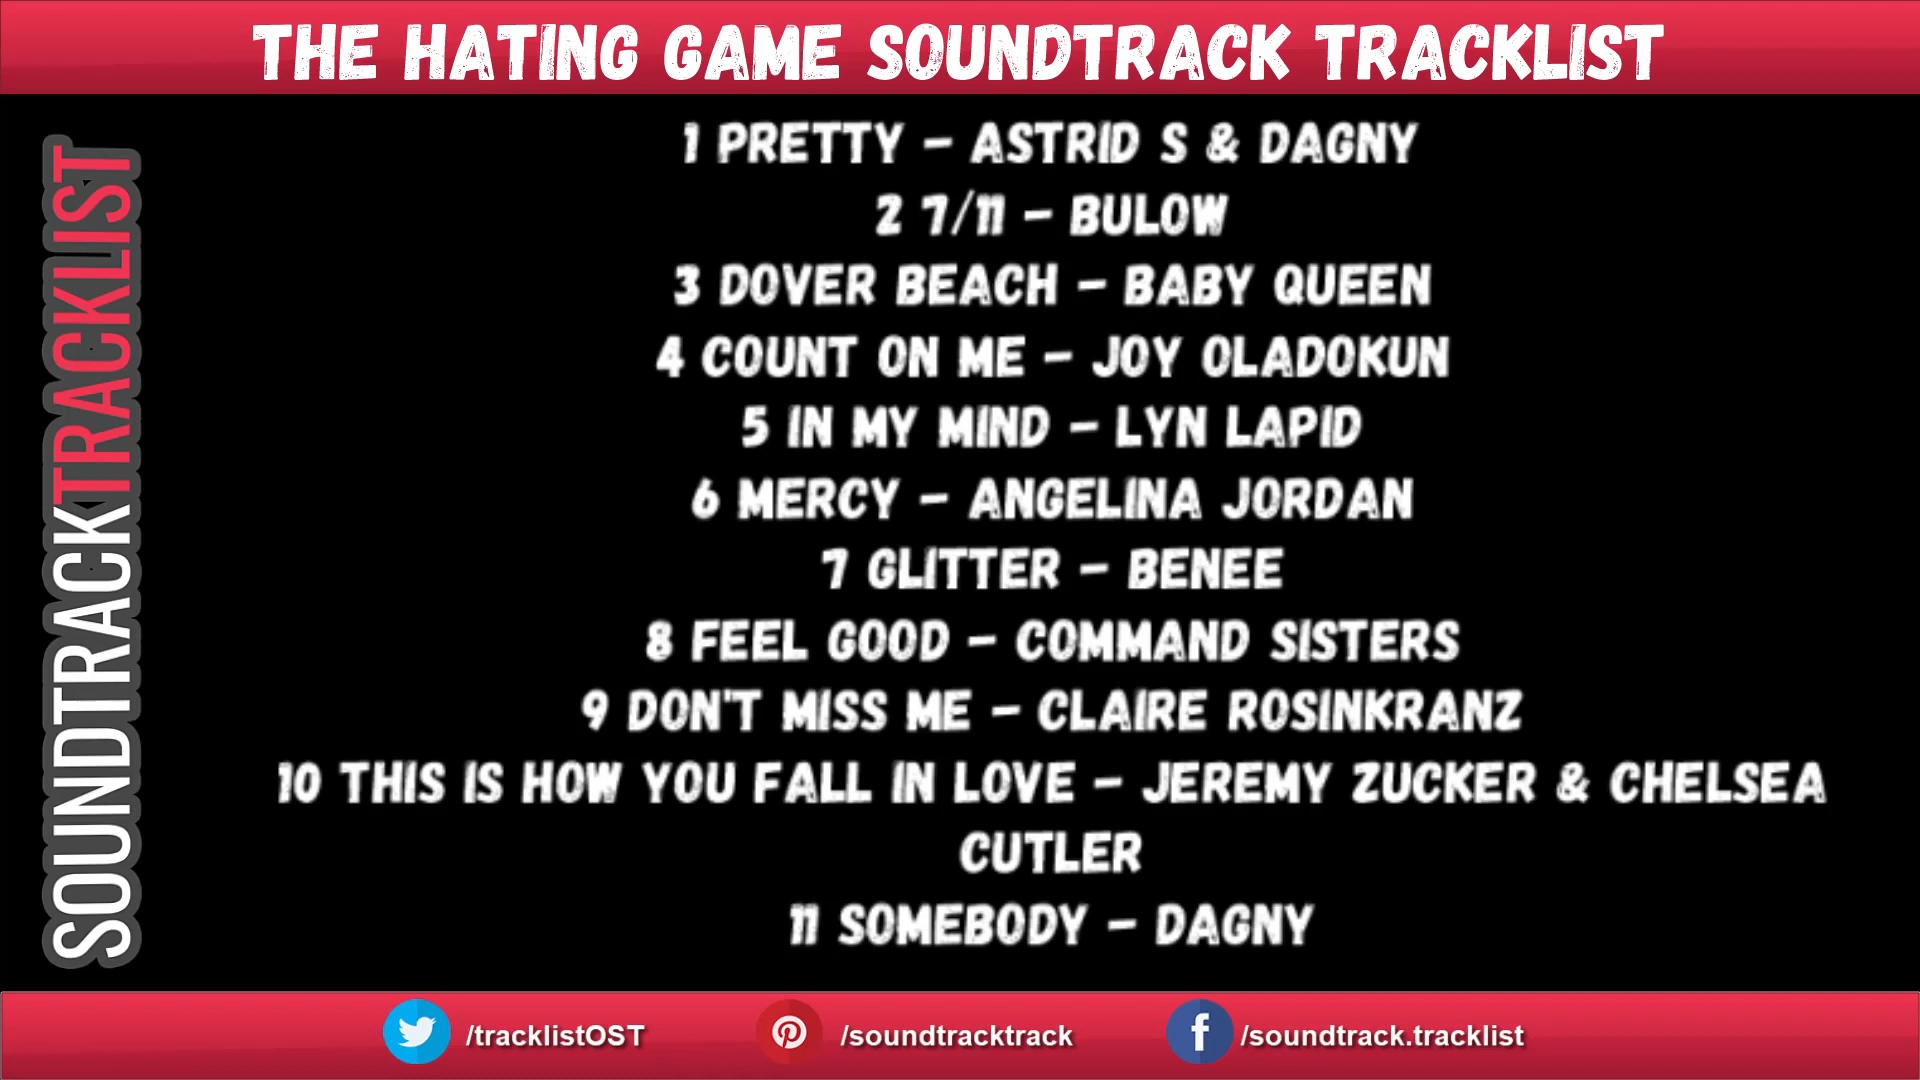 THE HATING GAME SOUNDTRACK TRACKLIST
SOUNDTRACKTRACKLIST
1 PRETTY – ASTRID S & DAGNY
2 7/11 – BULOW
3 DOVER BEACH – BABY QUEEN
4 COUNT ON ME – JOY OLADOKUN
5 IN MY MIND – LYN LAPID
6 MERCY – ANGELINA JORDAN
7 GLITTER – BENEE
8 FEEL GOOD – COMMAND SISTERS
9 DON'T MISS ME – CLAIRE ROSINKRANZ
10 THIS IS HOW YOU FALL IN LOVE – JEREMY ZUCKER & CHELSEA
CUTLER
11 SOMEBODY – DAGNY
/tracklistOST
/soundtracktrack
/soundtrack.tracklist